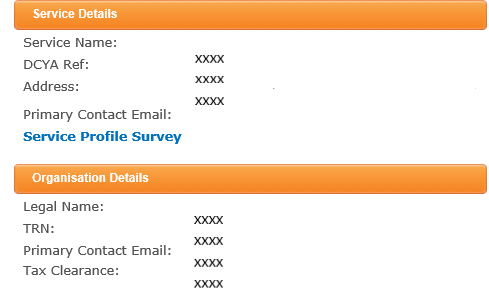 Service Details
Service Name:
xxxx
DCYA Ref:
xxxx
Address:
xxxx
Primary Contact Email:
Service Profile Survey
Organisation Details
Legal Name:
xxxx
TRN:
xxxx
Primary Contact Email:
xxxx
Tax Clearance:
xxxx